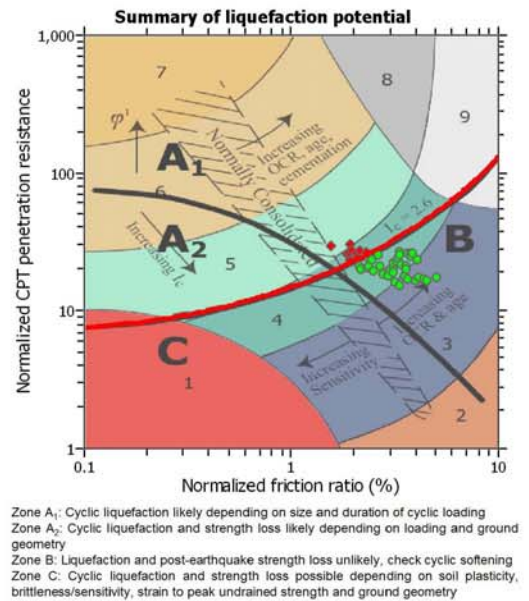 Summary of liquefaction potential
1,000
100
10
1
0.1
1
10
Normalized CPT penetration resistance
Normalized friction ratio (%)
7
8
9
φ'
A1
Normally Consolidated
Increasing
OCR, age,
cementation
6
A2
Increasing Ic
5
Ic = 2.6
B
4
C
1
Increasing
OCR & age
Increasing
Sensitivity
3
2
Zone A1: Cyclic liquefaction likely depending on size and duration of cyclic loading
Zone A2: Cyclic liquefaction and strength loss likely depending on loading and ground
geometry
Zone B: Liquefaction and post-earthquake strength loss unlikely, check cyclic softening
Zone C: Cyclic liquefaction and strength loss possible depending on soil plasticity,
brittleness/sensitivity, strain to peak undrained strength and ground geometry